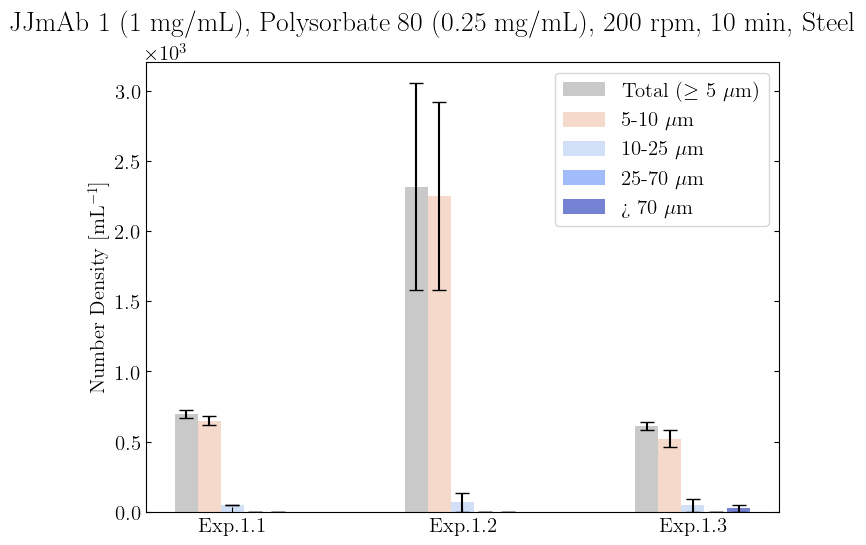 JJmAb 1 (1 mg/mL), Polysorbate 80 (0.25 mg/mL), 200 rpm, 10 min, Steel
×10³
3.0
2.5
2.0
1.5
1.0
0.5
0.0
Number Density [mL⁻¹]
Total (≥ 5 μm)
5-10 μm
10-25 μm
25-70 μm
¿ 70 μm
Exp.1.1 Exp.1.2 Exp.1.3